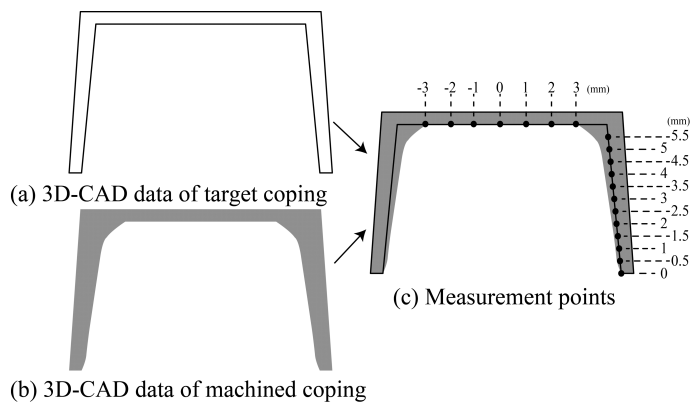 (a) 3D-CAD data of target coping
(b) 3D-CAD data of machined coping
-3 -2 -1 0 1 2 3 (mm)
(mm)
5.5
5
4.5
4
3.5
3
2.5
2
1.5
1
0.5
0
(c) Measurement points